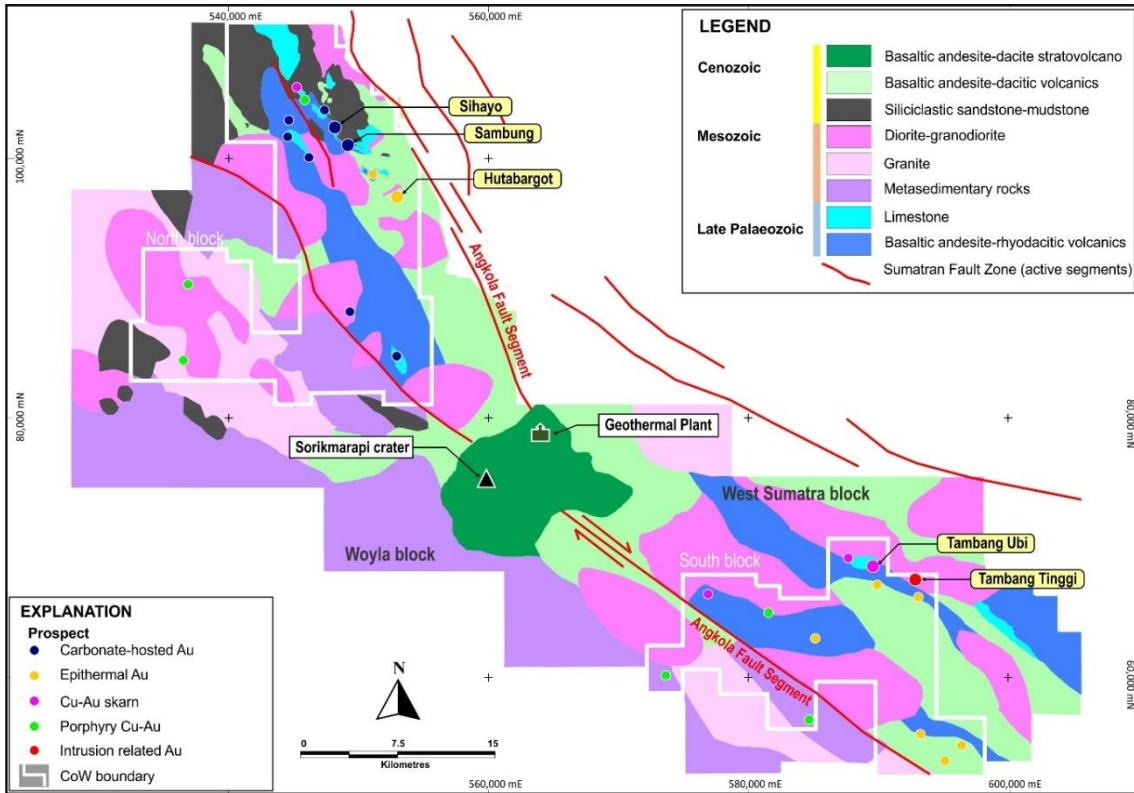 540,000 mE
560,000 mE
100,000 mN
LEGEND
Cenozoic
Basaltic andesite-dacite stratovolcano
Basaltic andesite-dacitic volcanics
Siliciclastic sandstone-mudstone
Mesozoic
Diorite-granodiorite
Granite
Metasedimentary rocks
Late Palaeozoic
Limestone
Basaltic andesite-rhyodacitic volcanics
Sumatran Fault Zone (active segments)
Sihayo
Sambung
Hutabargot
North block
Angkola Fault Segment
80,000 mN
80,000 mN
Geothermal Plant
Sorikmarapi crater
West Sumatra block
Woyla block
Tambang Ubi
South block
Tambang Tinggi
Angkola Fault Segment
60,000 mN
EXPLANATION
Prospect
Carbonate-hosted Au
Epithermal Au
Cu-Au skarn
Porphyry Cu-Au
Intrusion related Au
CoW boundary
N
0 7.5 15
Kilometres
560,000 mE
580,000 mE
600,000 mE